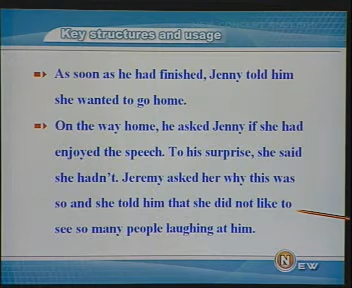 Key structures and usage
As soon as he had finished, Jenny told him
she wanted to go home.
On the way home, he asked Jenny if she had
enjoyed the speech. To his surprise, she said
she hadn't. Jeremy asked her why this was
so and she told him that she did not like to
see so many people laughing at him.
NEW